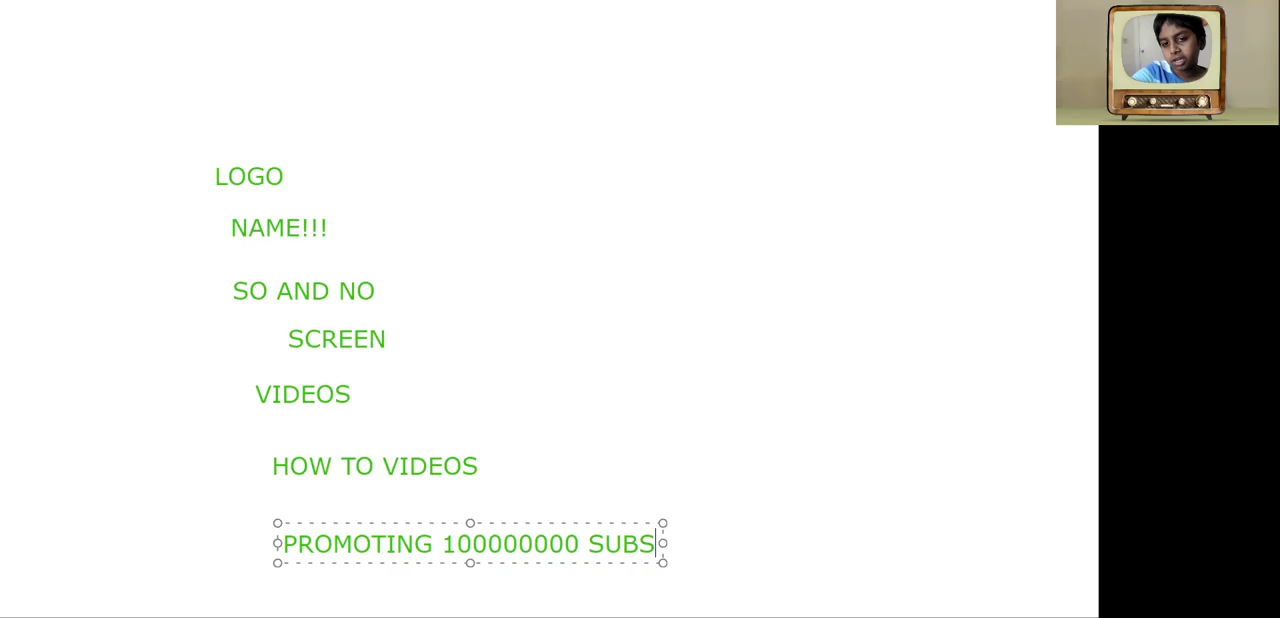 LOGO
NAME!!!
SO AND NO
SCREEN
VIDEOS
HOW TO VIDEOS
PROMOTING 100000000 SUBS